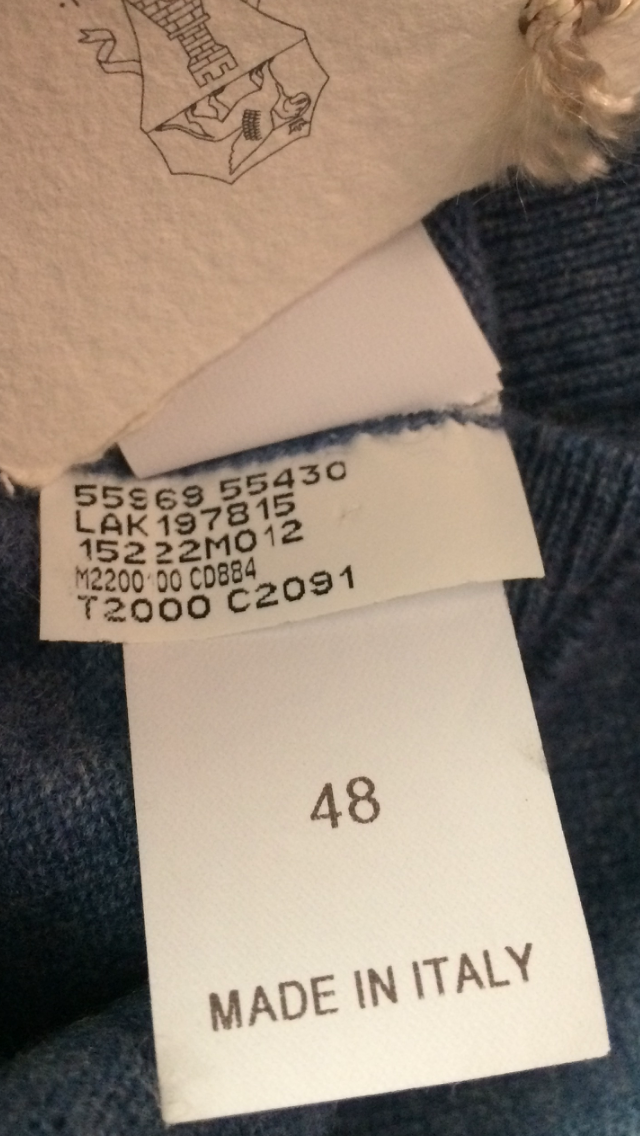 55969 55430
LAK197815
15222M012
M2200 00 CD884
T2000 C2091
48
MADE IN ITALY